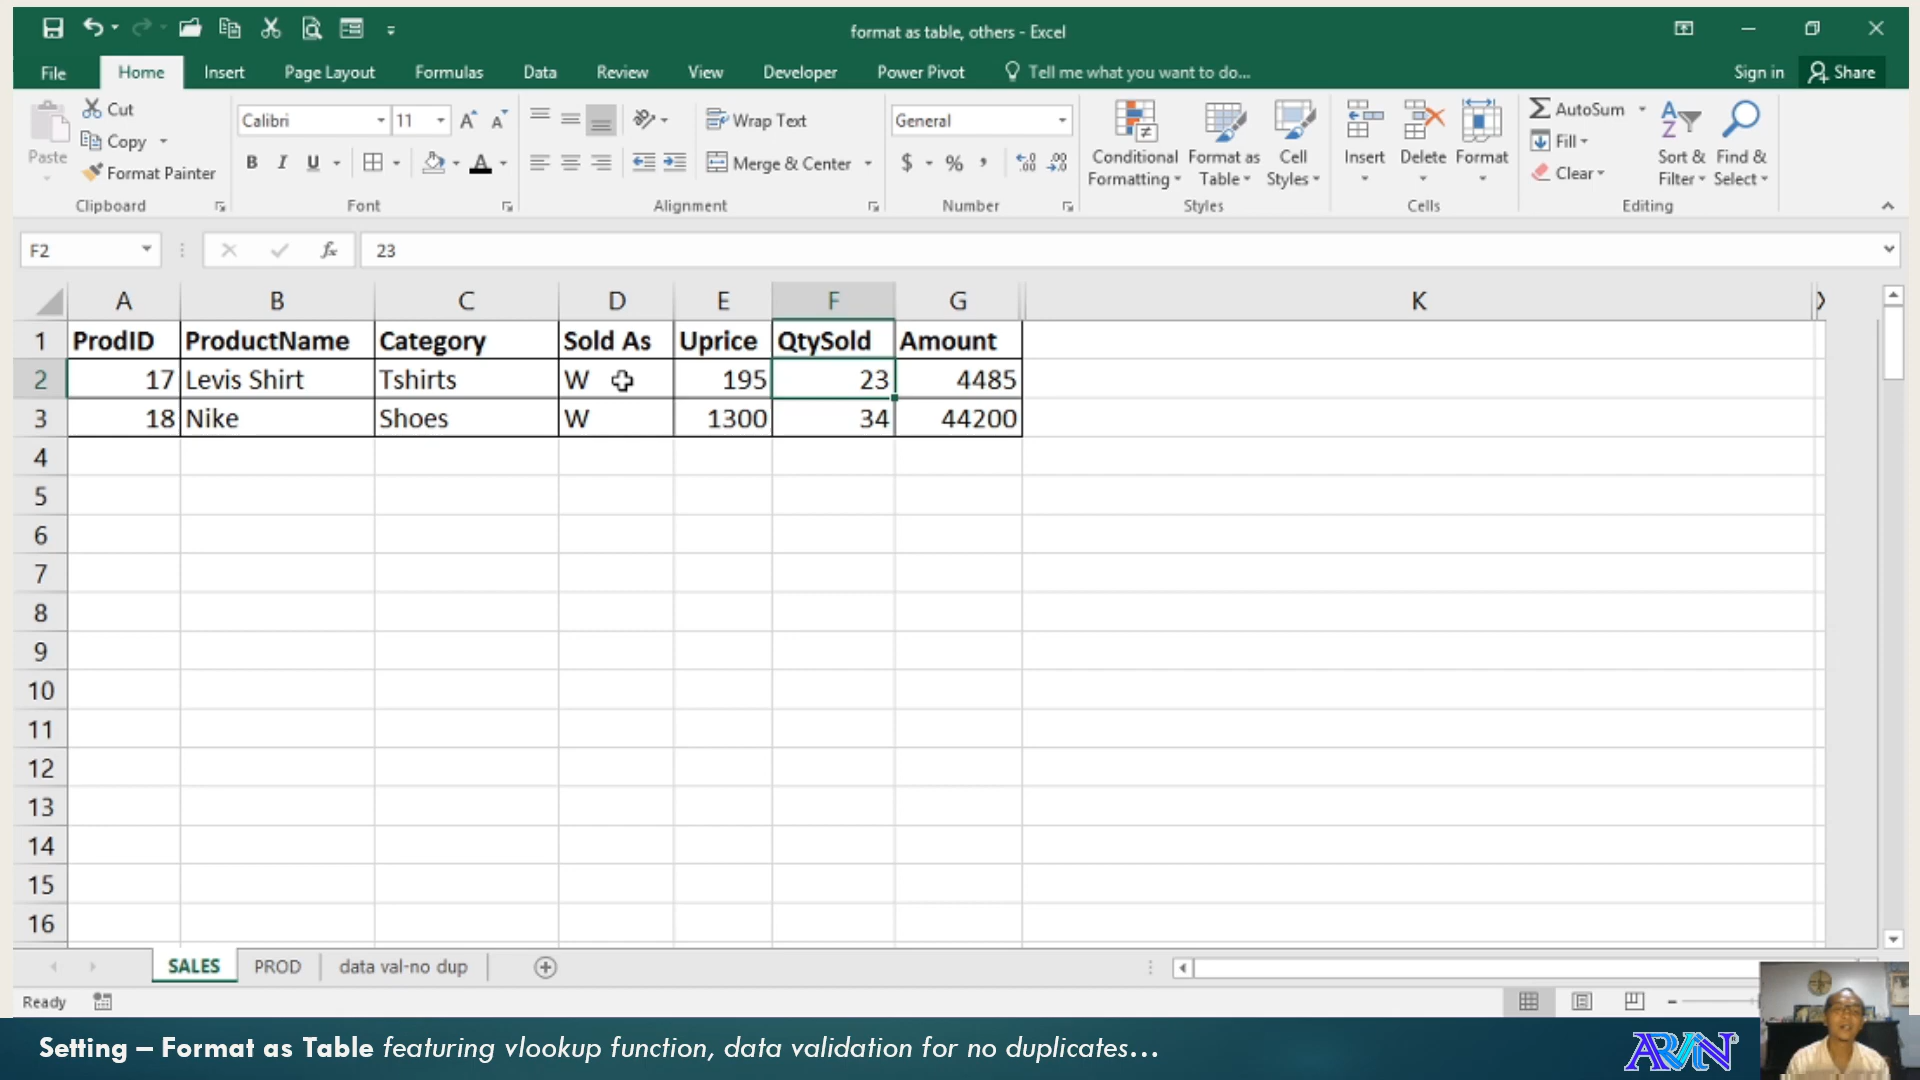 format as table, others - Excel
File Home Insert Page Layout Formulas Data Review View Developer Power Pivot Tell me what you want to do... Sign in Share
Paste Cut Copy Format Painter
Calibri 11
B I U A
Wrap Text
Merge & Center
General
$ % ,
Conditional Formatting
Format as Table
Cell Styles
Insert Delete Format
AutoSum
Fill
Clear
Sort & Filter
Find & Select
Clipboard Font Alignment Number Styles Cells Editing
F2 fx 23
A B C D E F G K
1 ProdID ProductName Category Sold As Uprice QtySold Amount
2 17 Levis Shirt Tshirts W 195 23 4485
3 18 Nike Shoes W 1300 34 44200
4
5
6
7
8
9
10
11
12
13
14
15
16
SALES PROD data val-no dup
Ready
Setting – Format as Table featuring vlookup function, data validation for no duplicates...
ARVIN